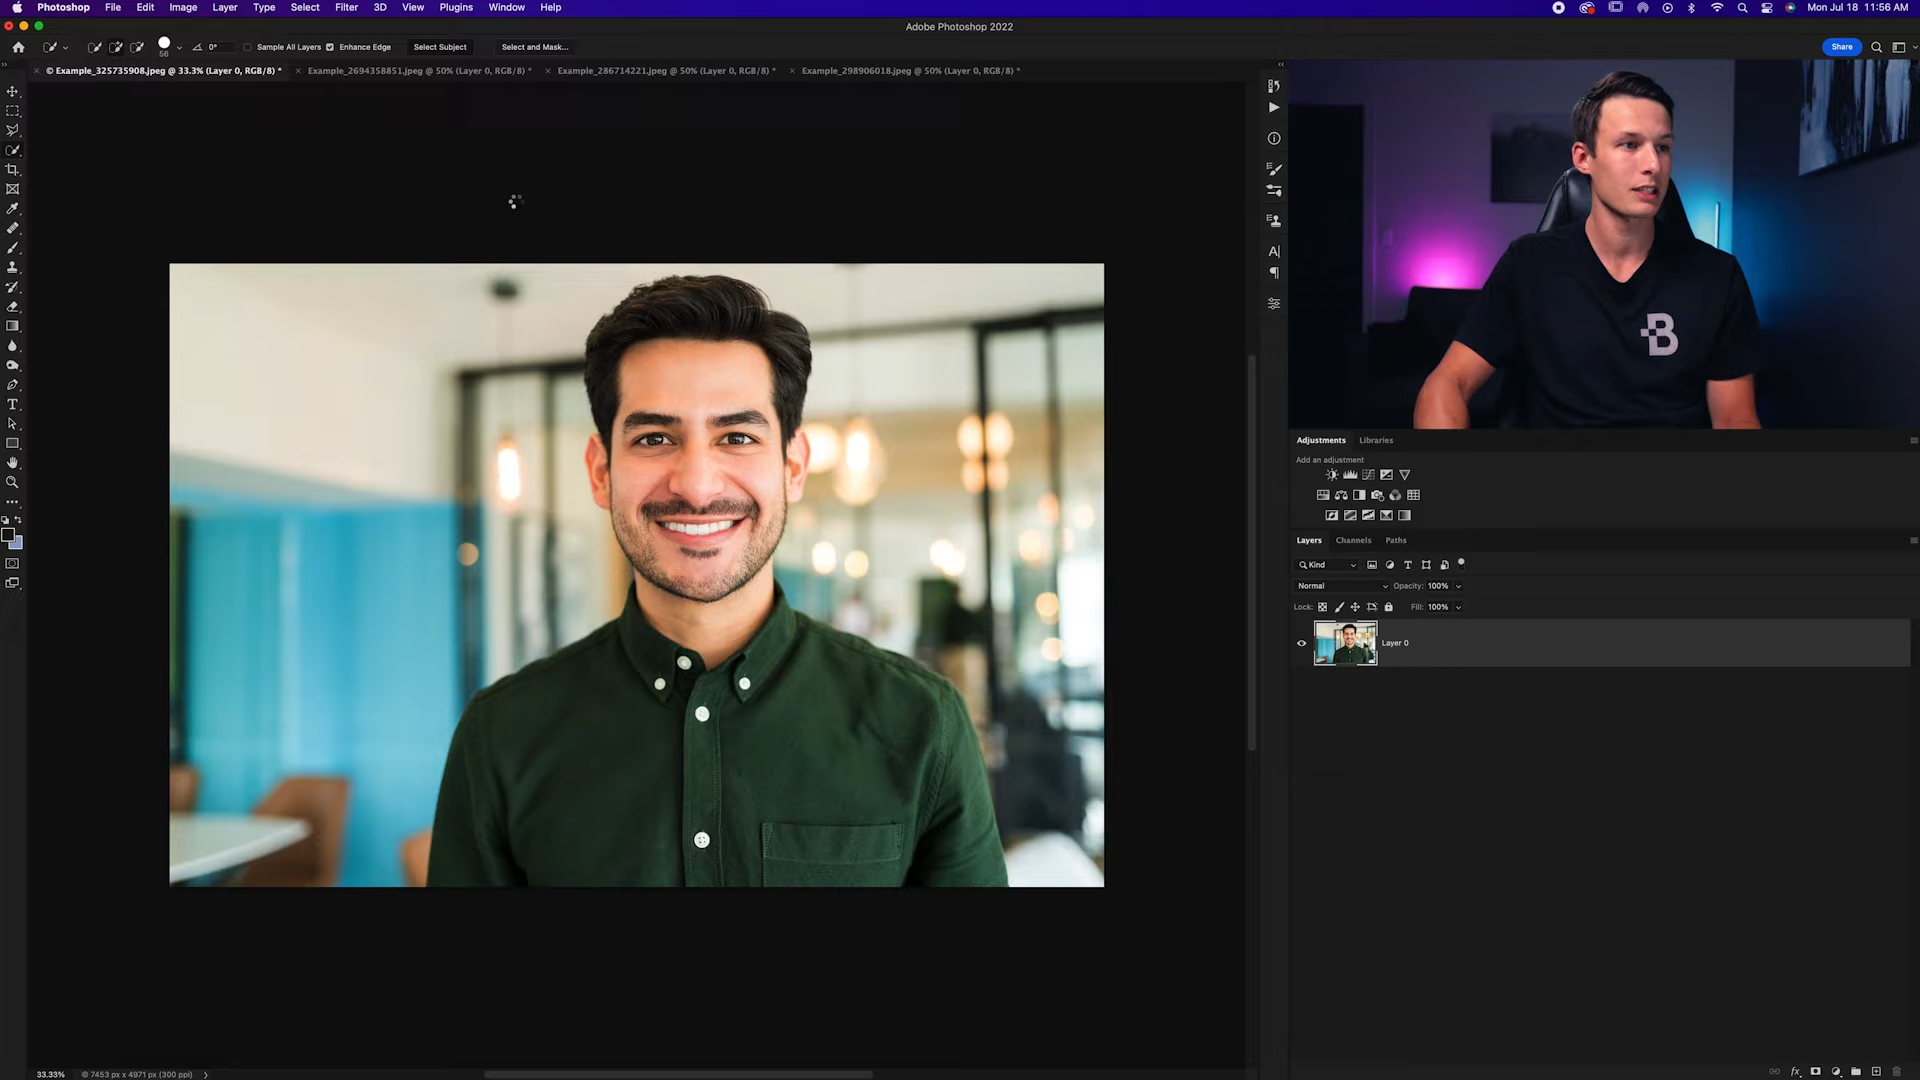 Photoshop File Edit Image Layer Type Select Filter 3D View Plugins Window Help Mon Jul 18 11:56 AM
Adobe Photoshop 2022
56 0° Sample All Layers Enhance Edge Select Subject Select and Mask... Share
© Example_325735908.jpeg @ 33.3% (Layer 0, RGB/8) * Example_2694358851.jpeg @ 50% (Layer 0, RGB/8) * Example_286714221.jpeg @ 50% (Layer 0, RGB/8) * Example_298906018.jpeg @ 50% (Layer 0, RGB/8) *
B
Adjustments Libraries
Add an adjustment
Layers Channels Paths
Kind
Normal Opacity: 100%
Lock: Fill: 100%
Layer 0
33.33% 7453 px x 4971 px (300 ppi)